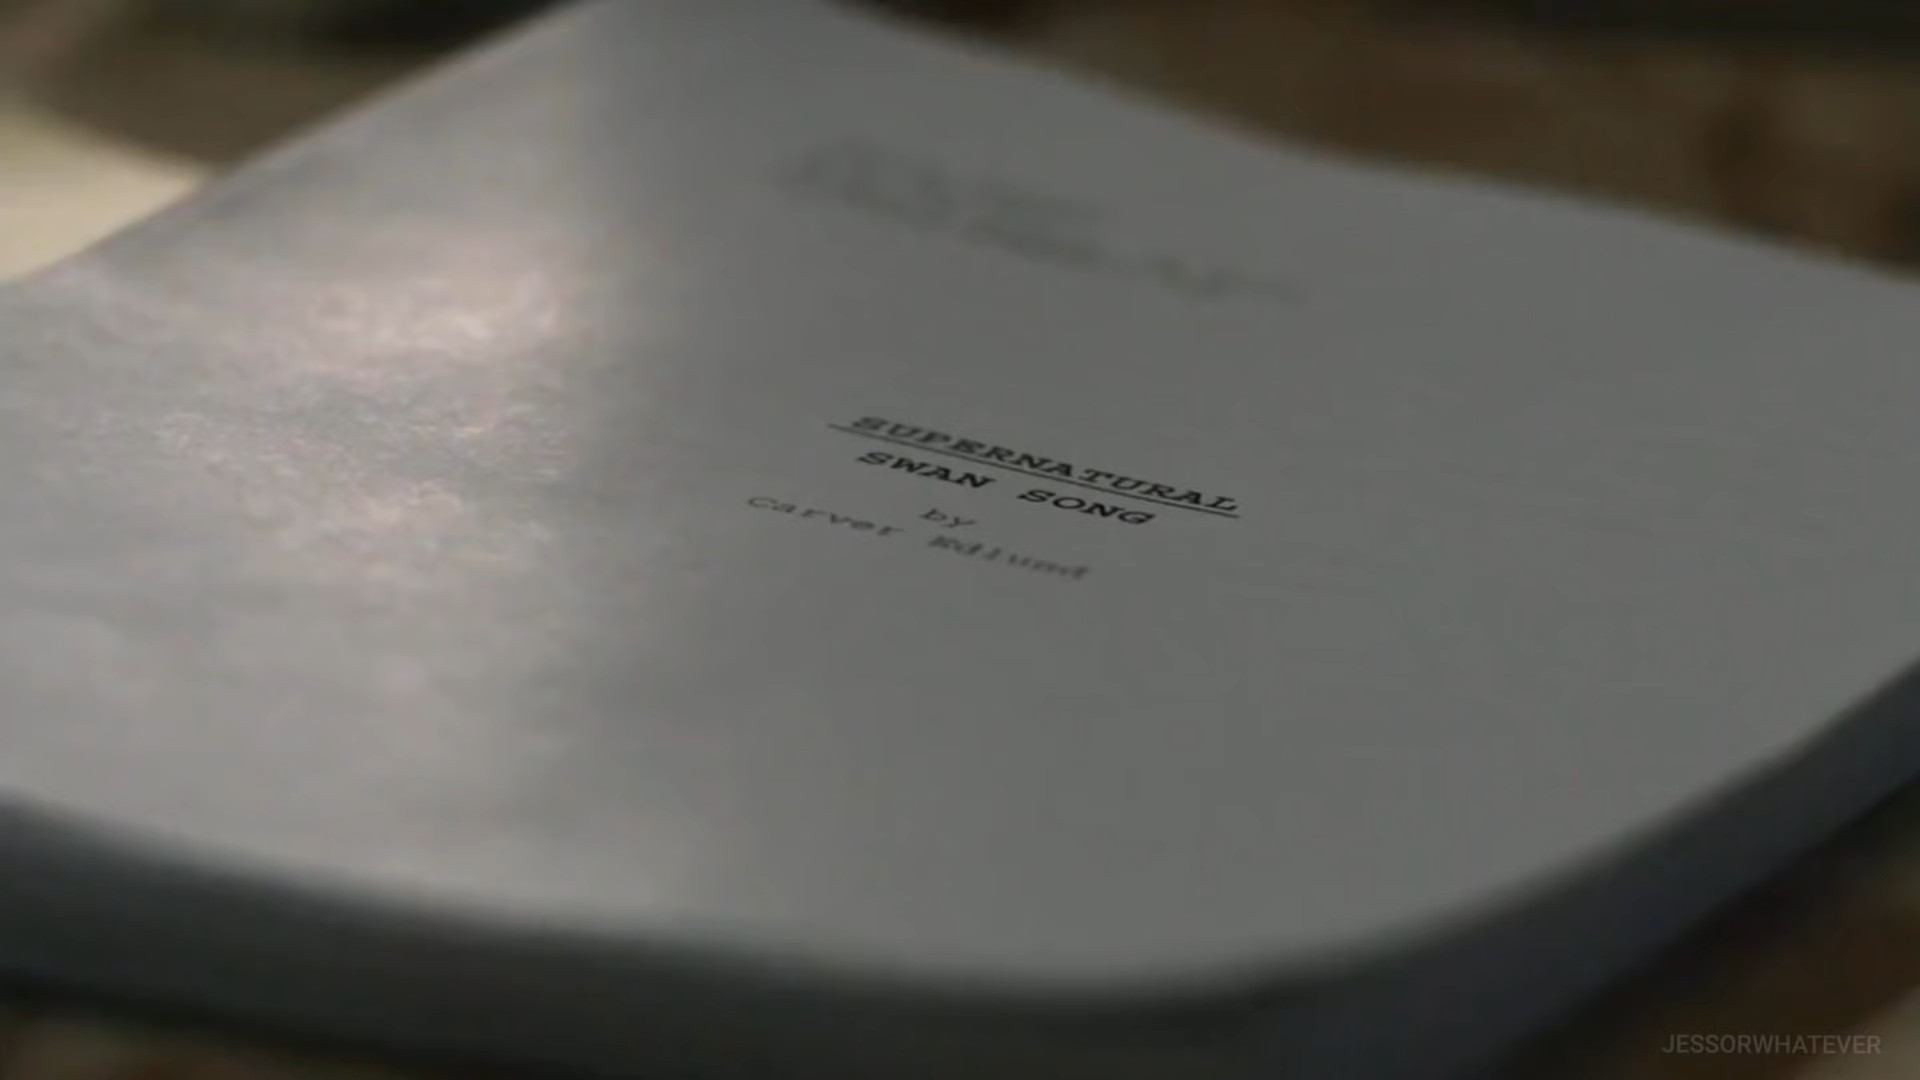 SUPERNATURAL
SWAN SONG
by
carver Edlund
JESSORWHATEVER